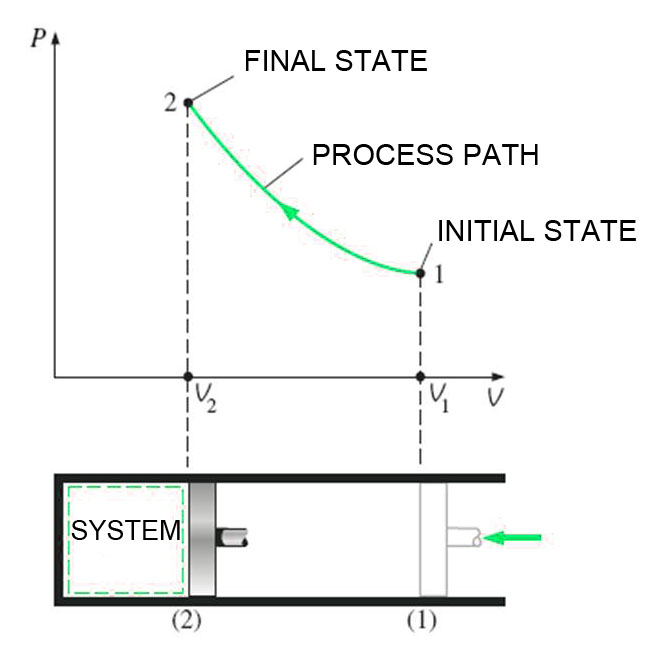 P
FINAL STATE
2
PROCESS PATH
INITIAL STATE
1
V2
V1
V
SYSTEM
(2)
(1)